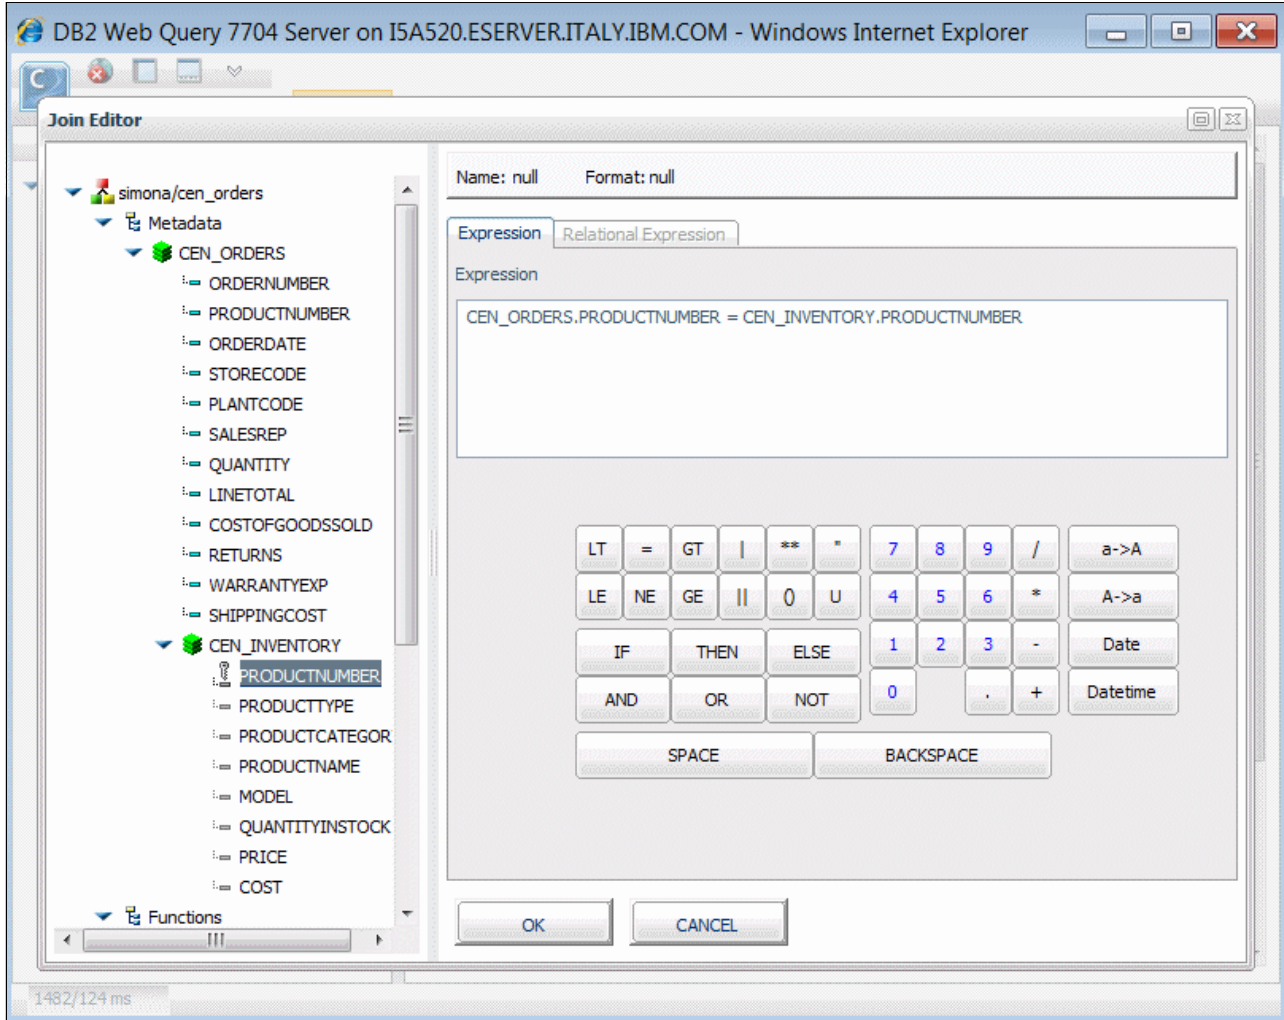 DB2 Web Query 7704 Server on I5A520.ESERVER.ITALY.IBM.COM - Windows Internet Explorer
Join Editor
simona/cen_orders
Metadata
CEN_ORDERS
ORDERNUMBER
PRODUCTNUMBER
ORDERDATE
STORECODE
PLANTCODE
SALESREP
QUANTITY
LINETOTAL
COSTOFGOODSSOLD
RETURNS
WARRANTYEXP
SHIPPINGCOST
CEN_INVENTORY
PRODUCTNUMBER
PRODUCTTYPE
PRODUCTCATEGOR
PRODUCTNAME
MODEL
QUANTITYINSTOCK
PRICE
COST
Functions
Name: null Format: null
Expression Relational Expression
Expression
CEN_ORDERS.PRODUCTNUMBER = CEN_INVENTORY.PRODUCTNUMBER
LT = GT | ** " 7 8 9 / a->A
LE NE GE || () U 4 5 6 * A->a
IF THEN ELSE 1 2 3 - Date
AND OR NOT 0 . + Datetime
SPACE BACKSPACE
OK CANCEL
1482/124 ms